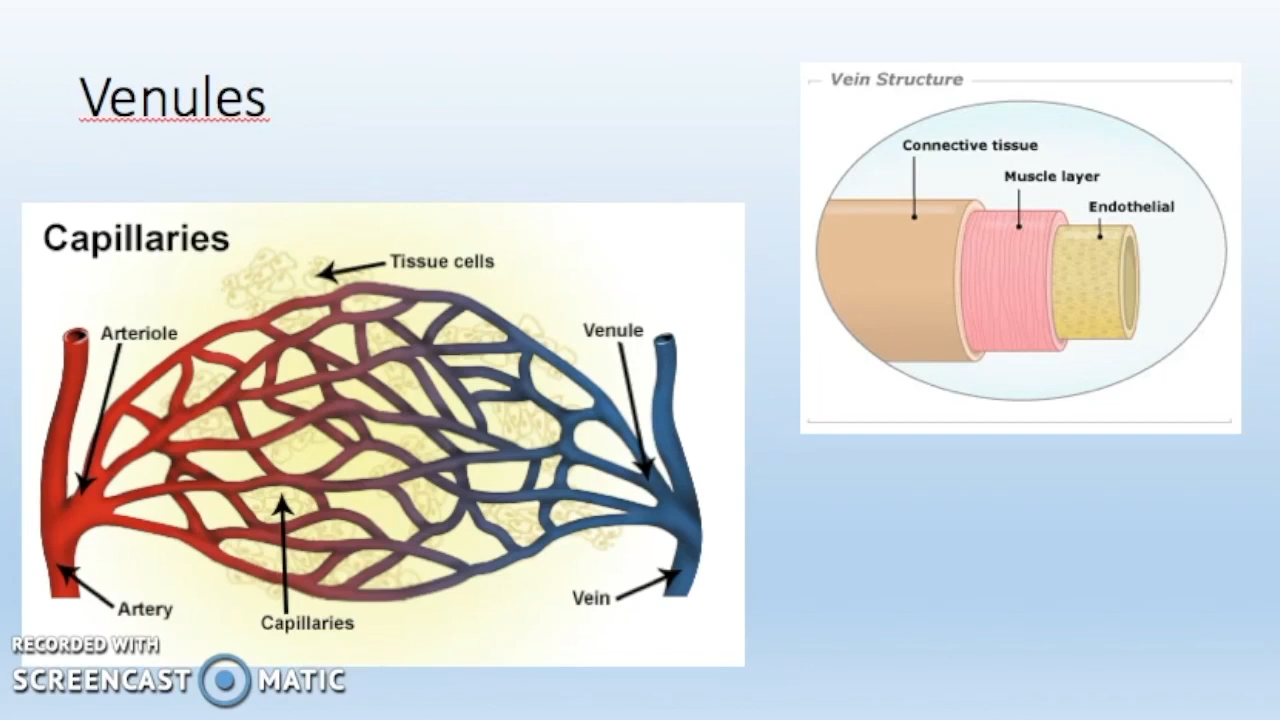 Venules
Vein Structure
Connective tissue
Muscle layer
Endothelial
Capillaries
Tissue cells
Arteriole
Venule
Artery
Capillaries
Vein
RECORDED WITH
SCREENCAST MATIC